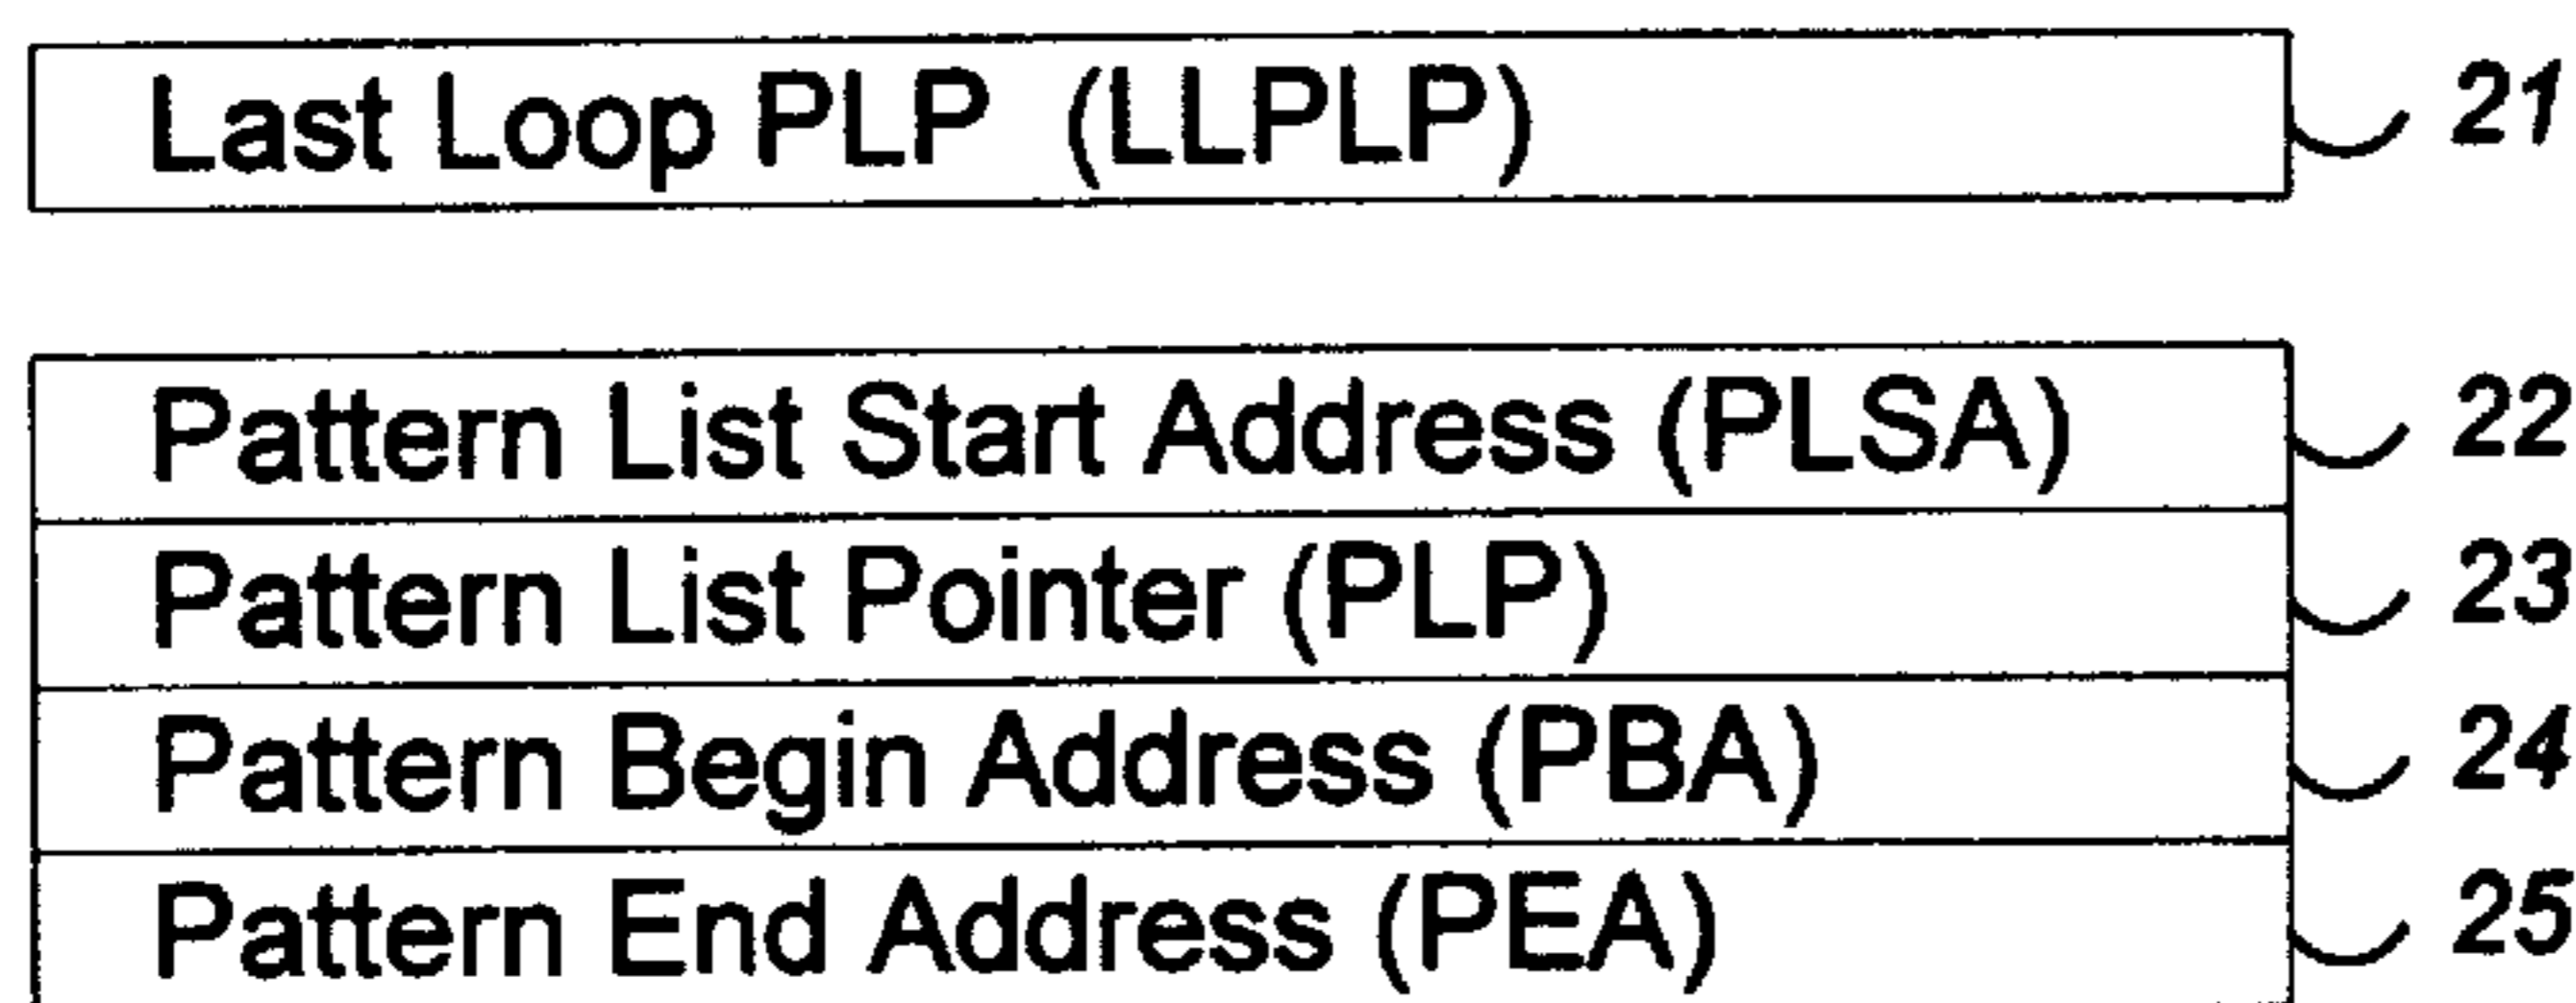 Last Loop PLP (LLPLP) 21
Pattern List Start Address (PLSA) 22
Pattern List Pointer (PLP) 23
Pattern Begin Address (PBA) 24
Pattern End Address (PEA) 25